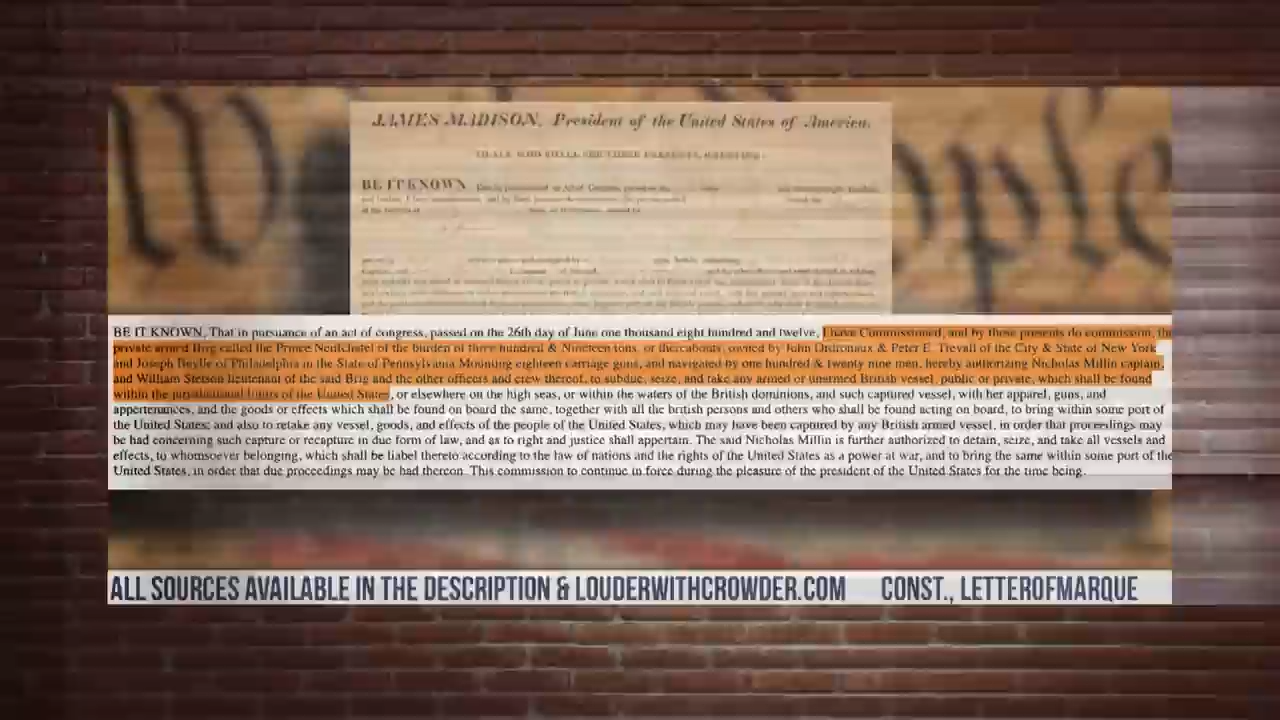 We
ople
JAMES MADISON, President of the United States of America,
TO ALL WHO SHALL SEE THESE PRESENTS, GREETING:
BE IT KNOWN,
BE IT KNOWN, That in pursuance of an act of congress, passed on the 26th day of June one thousand eight hundred and twelve, I have Commissioned, and by these presents do commission, the
private armed Brig called the Prince Neufchatel of the burden of three hundred & Nineteen tons, or thereabouts, owned by John Ordronaux & Peter E. Trevall of the City & State of New York
and Joseph Beylle of Philadelphia in the State of Pennsylvania Mounting eighteen carriage guns, and navigated by one hundred & twenty nine men, hereby authorizing Nicholas Millin captain,
and William Stetson lieutenant of the said Brig and the other officers and crew thereof, to subdue, seize, and take any armed or unarmed British vessel, public or private, which shall be found
within the jurisdictional limits of the United States, or elsewhere on the high seas, or within the waters of the British dominions, and such captured vessel, with her apparel, guns, and
appertenances, and the goods or effects which shall be found on board the same, together with all the british persons and others who shall be found acting on board, to bring within some port of
the United States; and also to retake any vessel, goods, and effects of the people of the United States, which may have been captured by any British armed vessel, in order that proceedings may
be had concerning such capture or recapture in due form of law, and as to right and justice shall appertain. The said Nicholas Millin is further authorized to detain, seize, and take all vessels and
effects, to whomsoever belonging, which shall be liabel thereto according to the law of nations and the rights of the United States as a power at war, and to bring the same within some port of the
United States, in order that due proceedings may be had thereon. This commission to continue in force during the pleasure of the president of the United States for the time being.
ALL SOURCES AVAILABLE IN THE DESCRIPTION & LOUDERWITHCROWDER.COM CONST., LETTEROFMARQUE